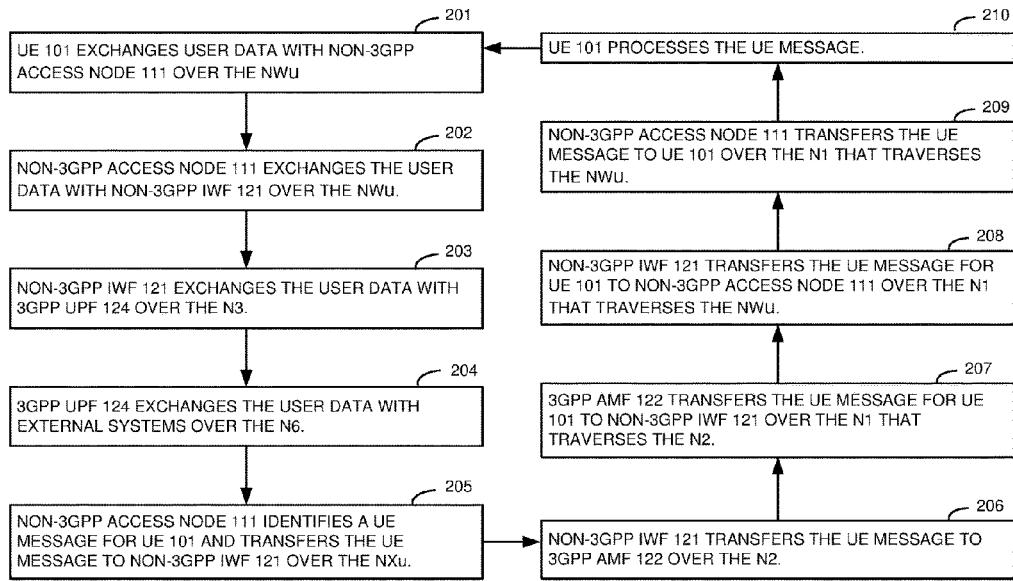 201
UE 101 EXCHANGES USER DATA WITH NON-3GPP
ACCESS NODE 111 OVER THE NWu
202
NON-3GPP ACCESS NODE 111 EXCHANGES THE USER
DATA WITH NON-3GPP IWF 121 OVER THE NWu.
203
NON-3GPP IWF 121 EXCHANGES THE USER DATA WITH
3GPP UPF 124 OVER THE N3.
204
3GPP UPF 124 EXCHANGES THE USER DATA WITH
EXTERNAL SYSTEMS OVER THE N6.
205
NON-3GPP ACCESS NODE 111 IDENTIFIES A UE
MESSAGE FOR UE 101 AND TRANSFERS THE UE
MESSAGE TO NON-3GPP IWF 121 OVER THE NXu.
206
NON-3GPP IWF 121 TRANSFERS THE UE MESSAGE TO
3GPP AMF 122 OVER THE N2.
207
3GPP AMF 122 TRANSFERS THE UE MESSAGE FOR UE
101 TO NON-3GPP IWF 121 OVER THE N1 THAT
TRAVERSES THE N2.
208
NON-3GPP IWF 121 TRANSFERS THE UE MESSAGE FOR
UE 101 TO NON-3GPP ACCESS NODE 111 OVER THE N1
THAT TRAVERSES THE NWu.
209
NON-3GPP ACCESS NODE 111 TRANSFERS THE UE
MESSAGE TO UE 101 OVER THE N1 THAT TRAVERSES
THE NWu.
210
UE 101 PROCESSES THE UE MESSAGE.